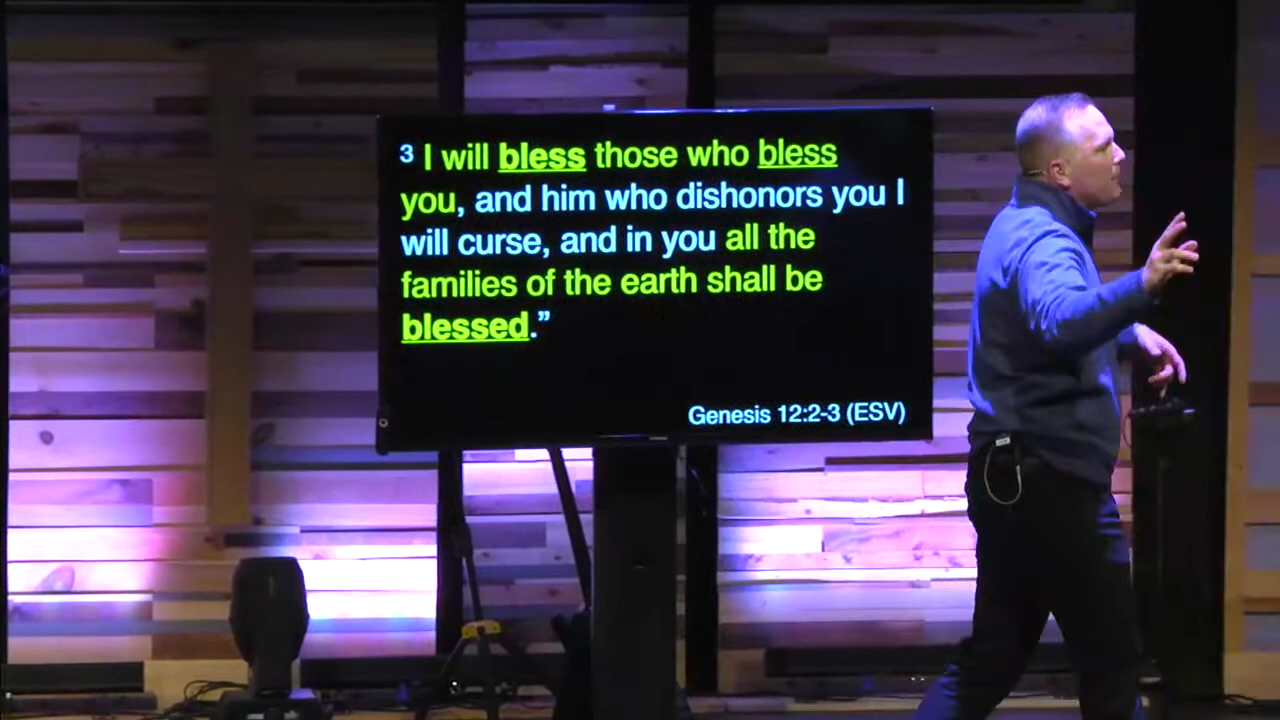 3 I will bless those who bless
you, and him who dishonors you I
will curse, and in you all the
families of the earth shall be
blessed.”
Genesis 12:2-3 (ESV)